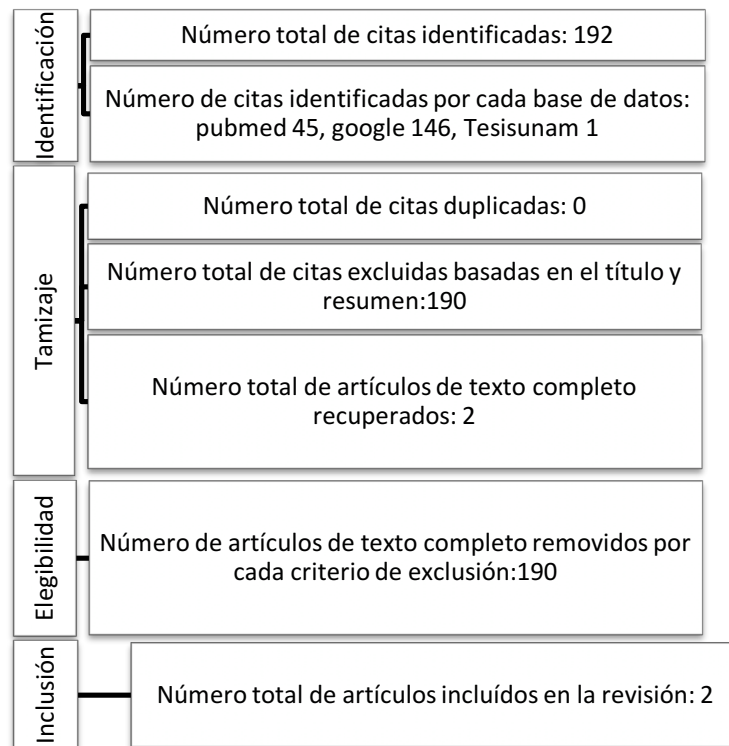 Identificación
Número total de citas identificadas: 192
Número de citas identificadas por cada base de datos:
pubmed 45, google 146, Tesisunam 1
Tamizaje
Número total de citas duplicadas: 0
Número total de citas excluidas basadas en el título y
resumen:190
Número total de artículos de texto completo
recuperados: 2
Elegibilidad
Número de artículos de texto completo removidos por
cada criterio de exclusión:190
Inclusión
Número total de artículos incluídos en la revisión: 2